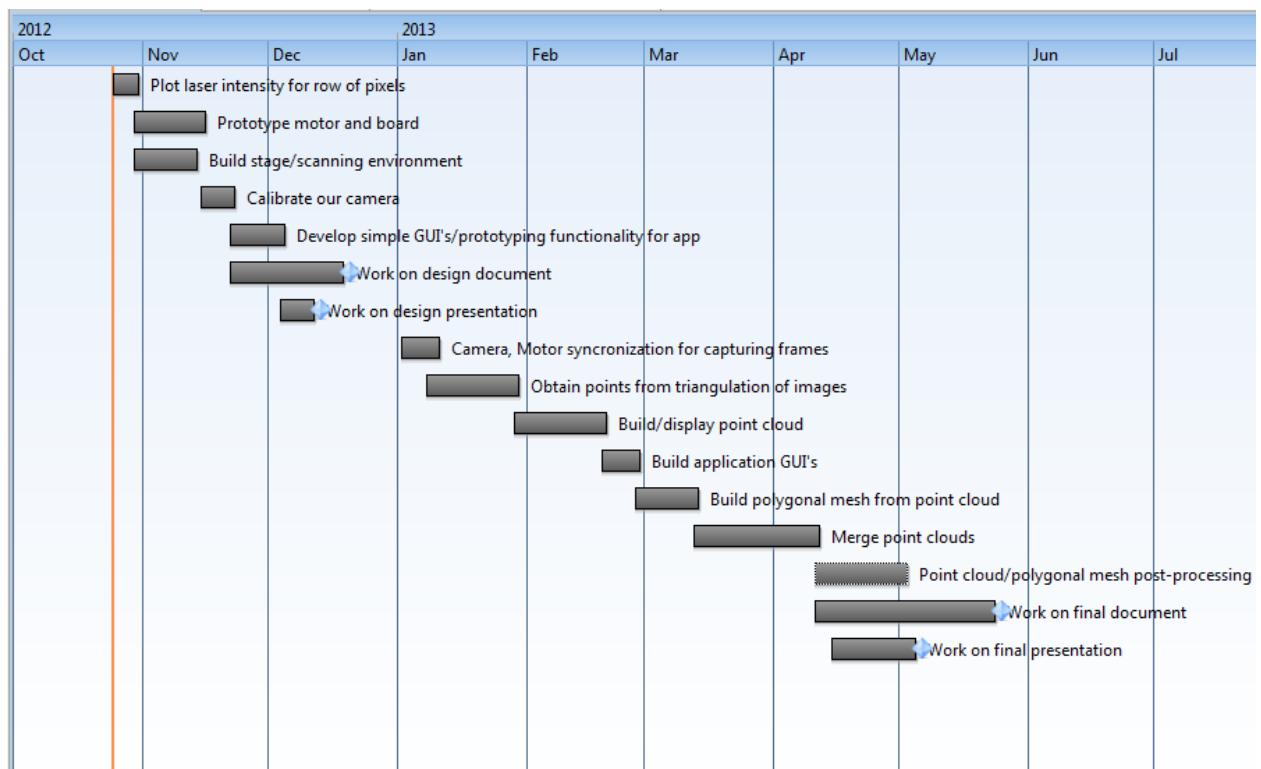 2012 2013
Oct Nov Dec Jan Feb Mar Apr May Jun Jul
Plot laser intensity for row of pixels
Prototype motor and board
Build stage/scanning environment
Calibrate our camera
Develop simple GUI's/prototyping functionality for app
Work on design document
Work on design presentation
Camera, Motor syncronization for capturing frames
Obtain points from triangulation of images
Build/display point cloud
Build application GUI's
Build polygonal mesh from point cloud
Merge point clouds
Point cloud/polygonal mesh post-processing
Work on final document
Work on final presentation